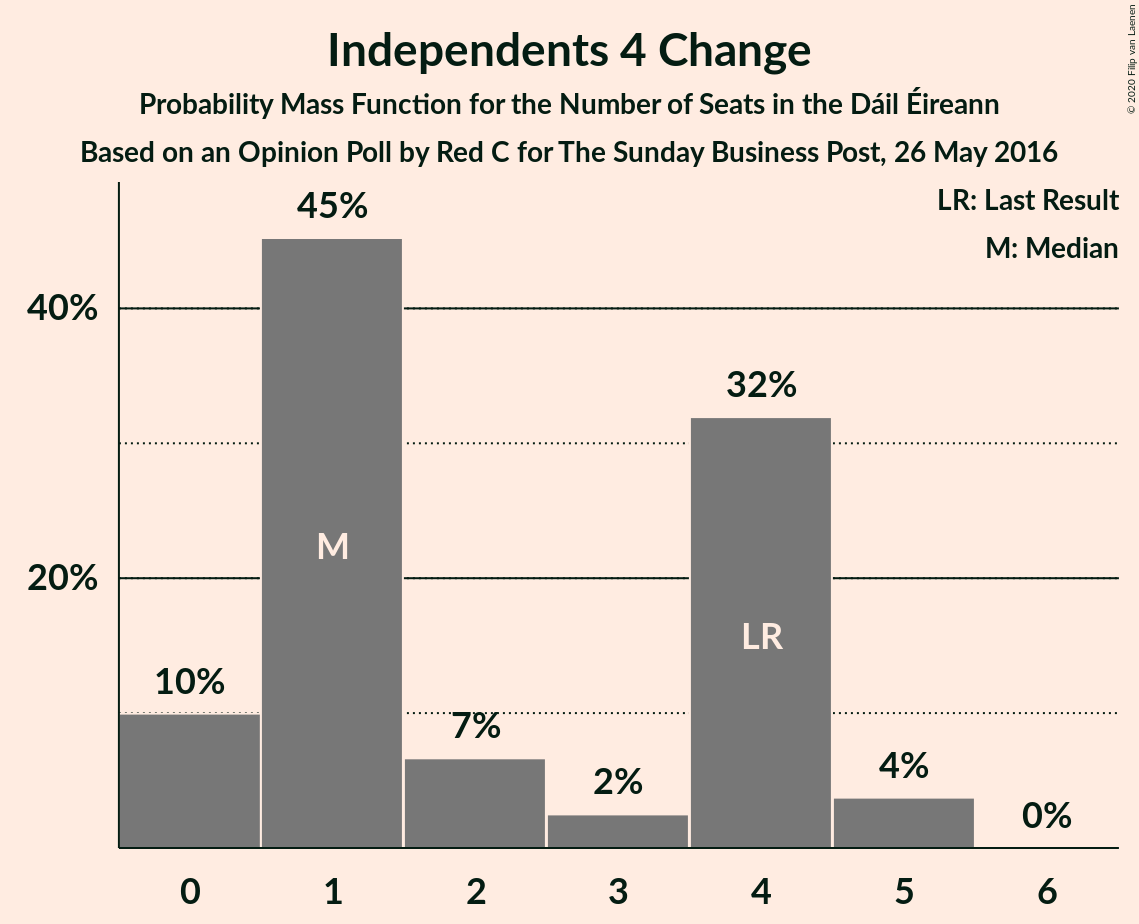 Independents 4 Change
Probability Mass Function for the Number of Seats in the Dáil Éireann
Based on an Opinion Poll by Red C for The Sunday Business Post, 26 May 2016
© 2020 Filip van Laenen
LR: Last Result
M: Median
45%
40%
32%
M
20%
LR
10%
7%
4%
2%
0%
0 1 2 3 4 5 6